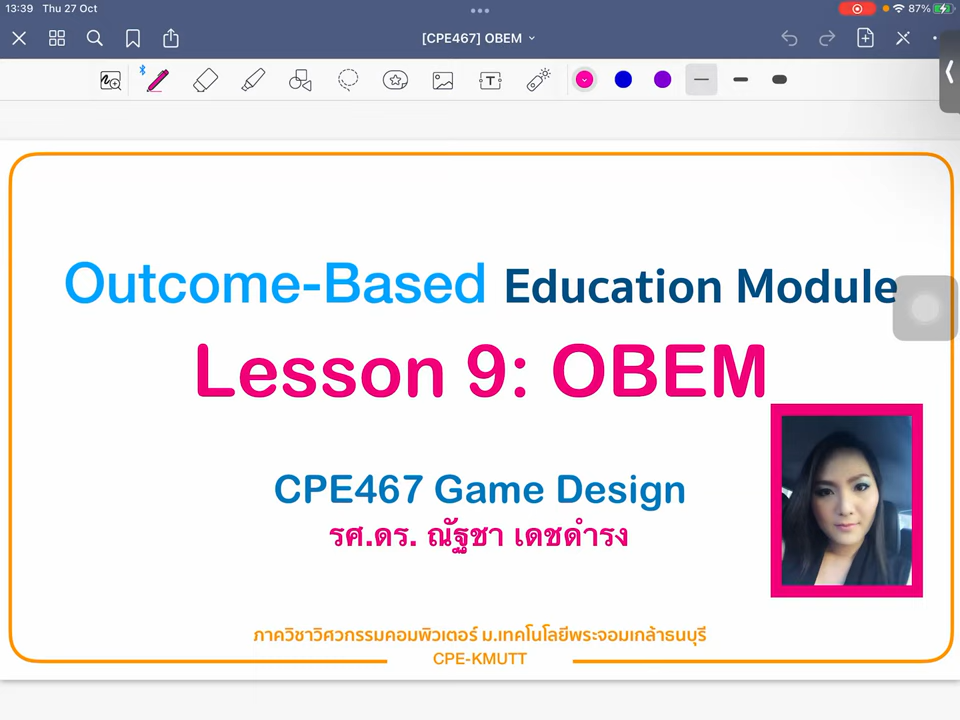 13:39 Thu 27 Oct
87%
[CPE467] OBEM
T
Outcome-Based Education Module
Lesson 9: OBEM
CPE467 Game Design
รศ.ดร. ณัฐชา เดชดำรง
ภาควิชาวิศวกรรมคอมพิวเตอร์ ม.เทคโนโลยีพระจอมเกล้าธนบุรี
CPE-KMUTT